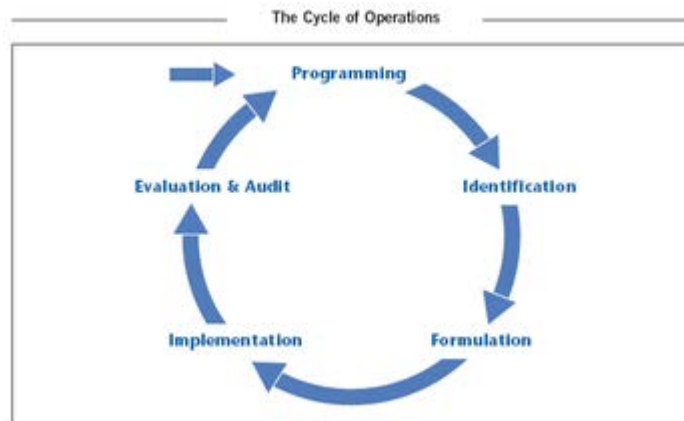 The Cycle of Operations
Programming
Identification
Formulation
Implementation
Evaluation & Audit